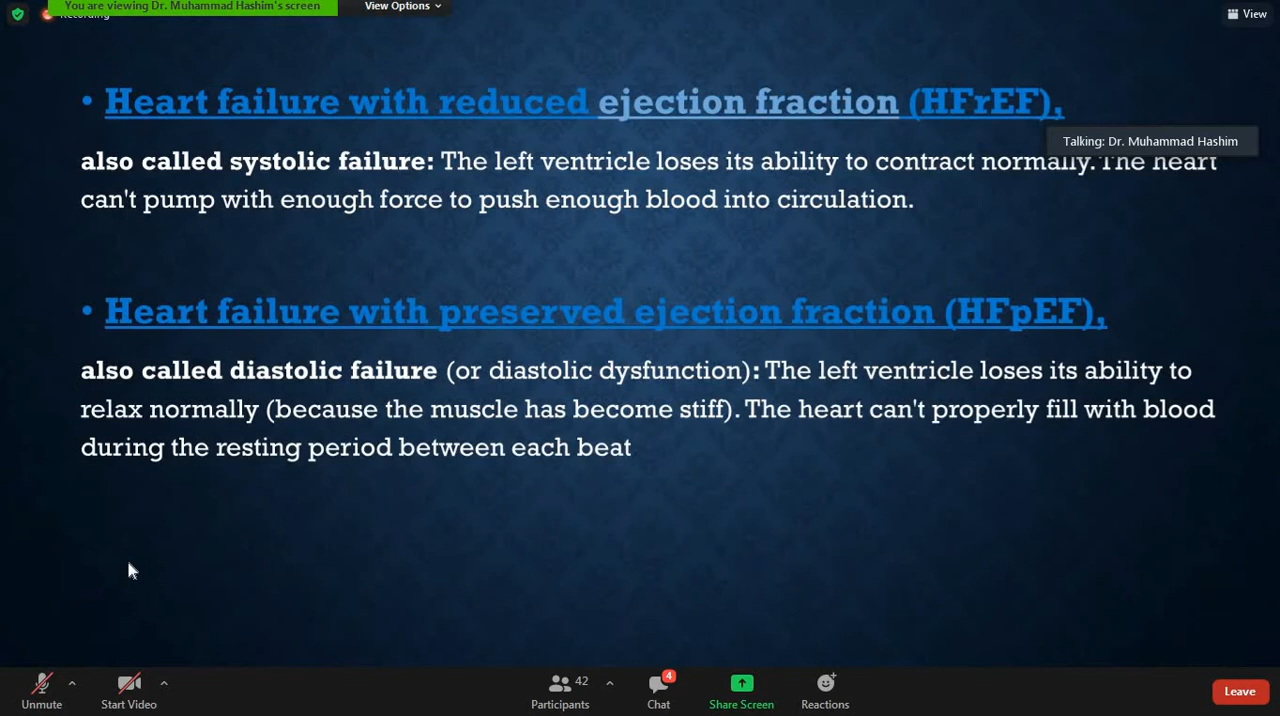 You are viewing Dr. Muhammad Hashim's screen
View Options
Recording
View
• Heart failure with reduced ejection fraction (HFrEF),
Talking: Dr. Muhammad Hashim
also called systolic failure: The left ventricle loses its ability to contract normally. The heart
can't pump with enough force to push enough blood into circulation.
• Heart failure with preserved ejection fraction (HFpEF),
also called diastolic failure (or diastolic dysfunction): The left ventricle loses its ability to
relax normally (because the muscle has become stiff). The heart can't properly fill with blood
during the resting period between each beat
Unmute
Start Video
42
Participants
4
Chat
Share Screen
Reactions
Leave